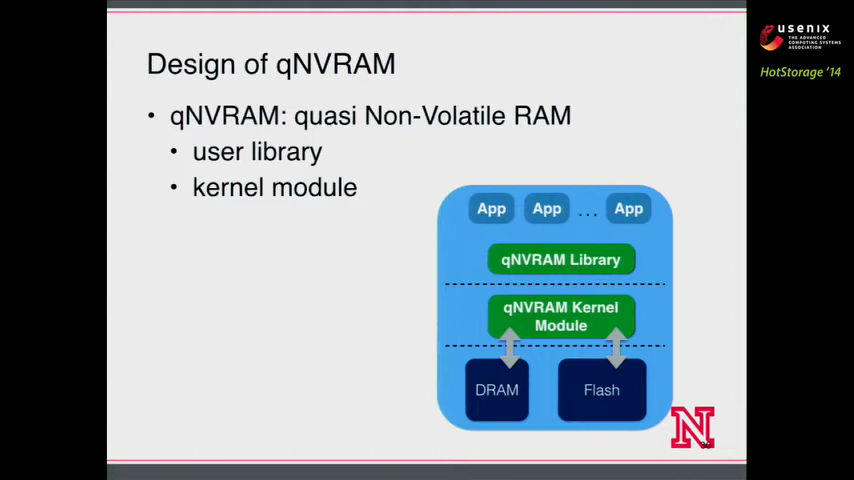 usenix
THE ADVANCED
COMPUTING SYSTEMS
ASSOCIATION
HotStorage '14
Design of qNVRAM
• qNVRAM: quasi Non-Volatile RAM
• user library
• kernel module
App App ... App
qNVRAM Library
qNVRAM Kernel
Module
DRAM Flash
N